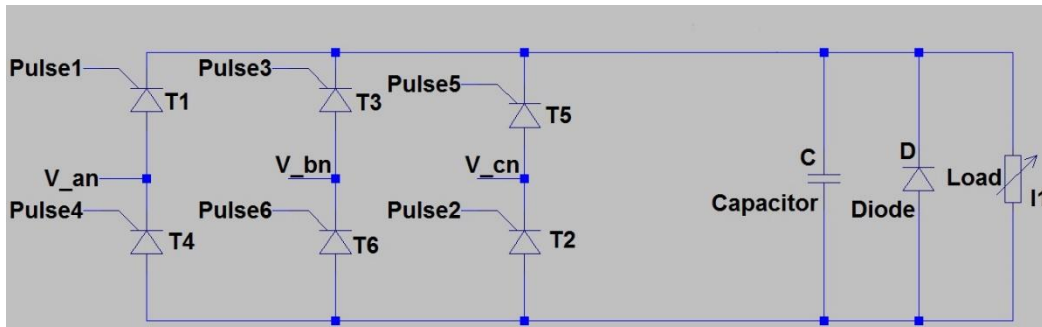 Pulse1
T1
Pulse3
T3
Pulse5
T5
V_an
V_bn
V_cn
Pulse4
T4
Pulse6
T6
Pulse2
T2
C
Capacitor
D
Diode
Load
I1